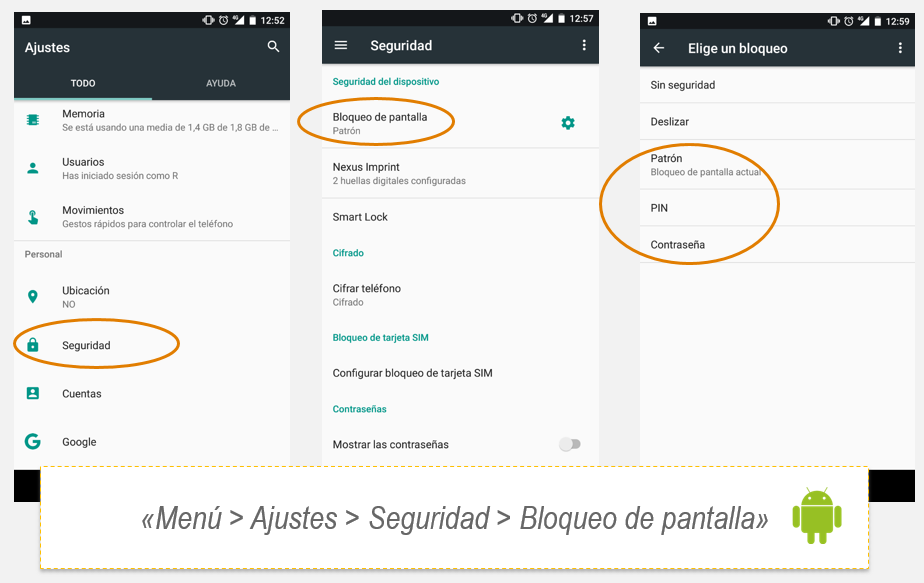 12:52
Ajustes
TODO
AYUDA
Memoria
Se está usando una media de 1,4 GB de 1,8 GB de ...
Usuarios
Has iniciado sesión como R
Movimientos
Gestos rápidos para controlar el teléfono
Personal
Ubicación
NO
Seguridad
Cuentas
Google
12:57
Seguridad
Seguridad del dispositivo
Bloqueo de pantalla
Patrón
Nexus Imprint
2 huellas digitales configuradas
Smart Lock
Cifrado
Cifrar teléfono
Cifrado
Bloqueo de tarjeta SIM
Configurar bloqueo de tarjeta SIM
Contraseñas
Mostrar las contraseñas
12:59
Elige un bloqueo
Sin seguridad
Deslizar
Patrón
Bloqueo de pantalla actual
PIN
Contraseña
«Menú > Ajustes > Seguridad > Bloqueo de pantalla»